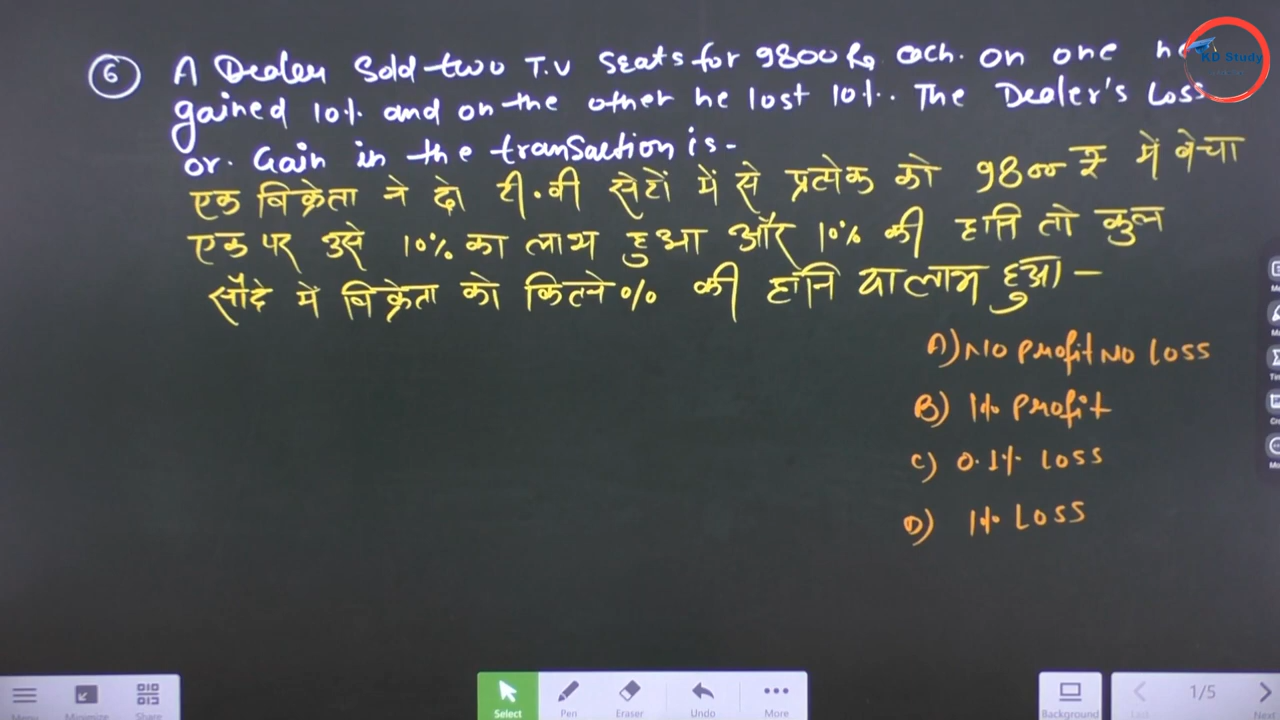 6 A Dealer Sold two T.V Seats for 9800 Rs each. on one he
gained 10% and on the other he lost 10%. The Dealer's Loss
or. Gain in the transaction is-
एक विक्रेता ने दो टी.वी सेटों में से प्रत्येक को 9800 रू में बेचा
एक पर उसे 10% का लाभ हुआ और 10% की हानि तो कुल
सौदे में विक्रेता को कितने % की हानि या लाभ हुआ -
A) No profit No Loss
B) 1% profit
C) 0.1% Loss
D) 1% Loss
KD Study
Menu
Minimize
Share
Select
Pen
Eraser
Undo
More
Background
1/5
Next